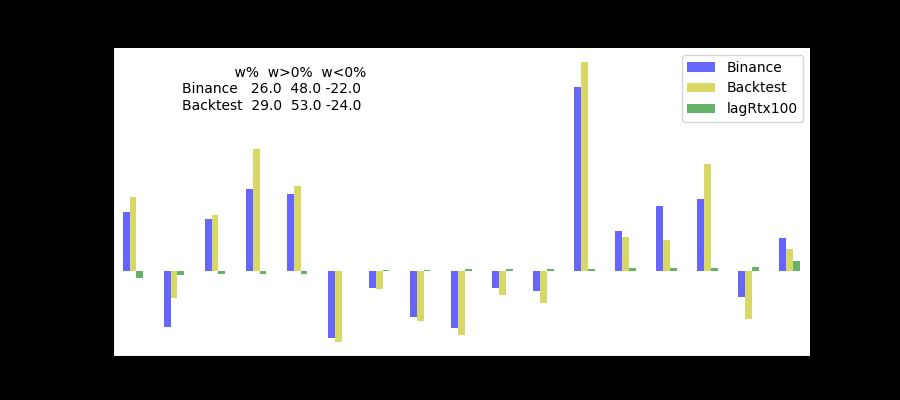 w% w>0% w<0%
Binance 26.0 48.0 -22.0
Backtest 29.0 53.0 -24.0
Binance
Backtest
lagRtx100